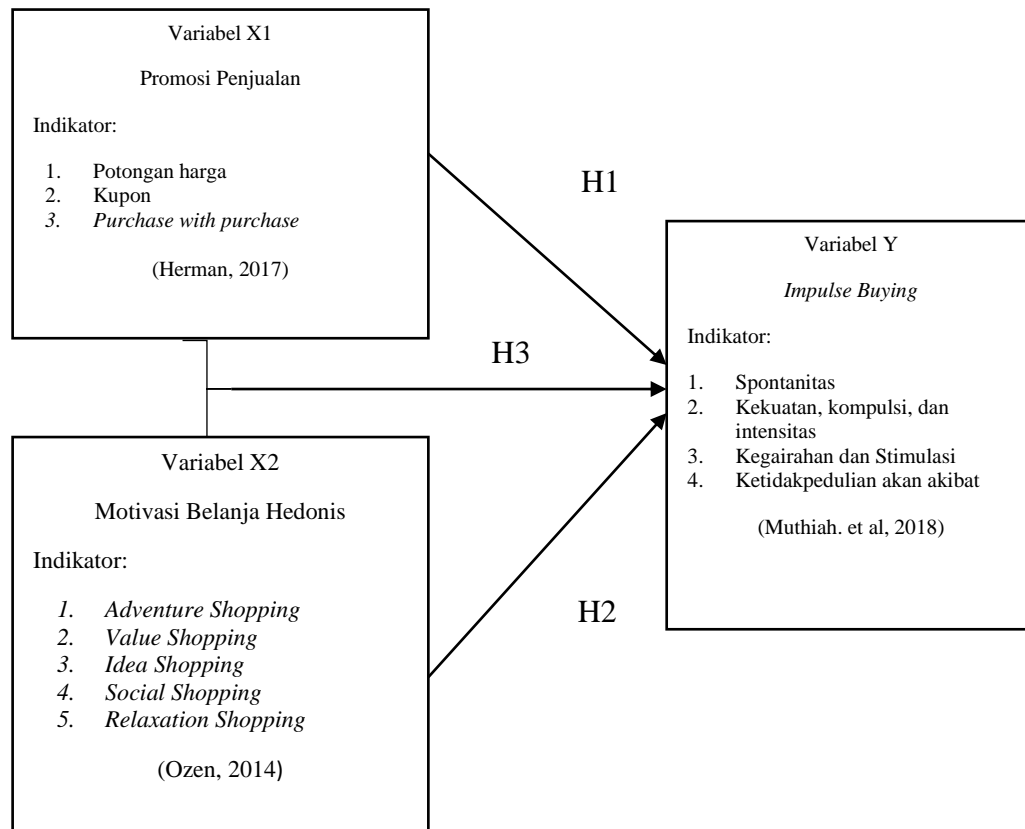 Variabel X1
Promosi Penjualan
Indikator:
1. Potongan harga
2. Kupon
3. Purchase with purchase
(Herman, 2017)
H1
H3
Variabel Y
Impulse Buying
Indikator:
1. Spontanitas
2. Kekuatan, kompulsi, dan
intensitas
3. Kegairahan dan Stimulasi
4. Ketidakpedulian akan akibat
(Muthiah. et al, 2018)
Variabel X2
Motivasi Belanja Hedonis
Indikator:
1. Adventure Shopping
2. Value Shopping
3. Idea Shopping
4. Social Shopping
5. Relaxation Shopping
(Ozen, 2014)
H2